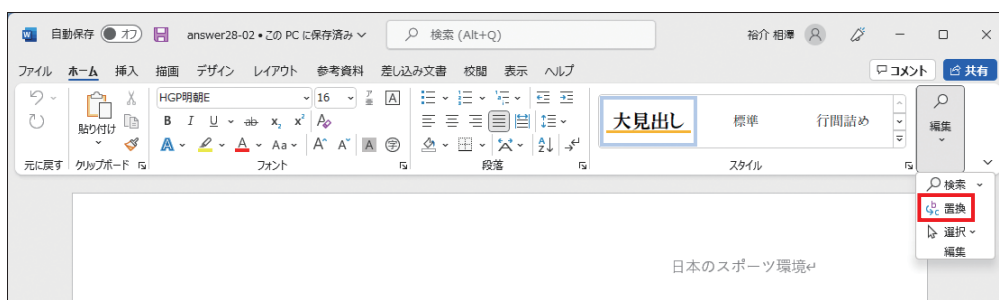 自動保存 オフ answer28-02 • この PC に保存済み 検索 (Alt+Q) 裕介 相澤
ファイル ホーム 挿入 描画 デザイン レイアウト 参考資料 差し込み文書 校閲 表示 ヘルプ コメント 共有
HGP明朝E 16 A
貼り付け B I U ab x₂ x² A 大見出し 標準 行間詰め 編集
A A Aa A A A 字
元に戻す クリップボード フォント 段落 スタイル
検索
置換
選択
編集
日本のスポーツ環境↵